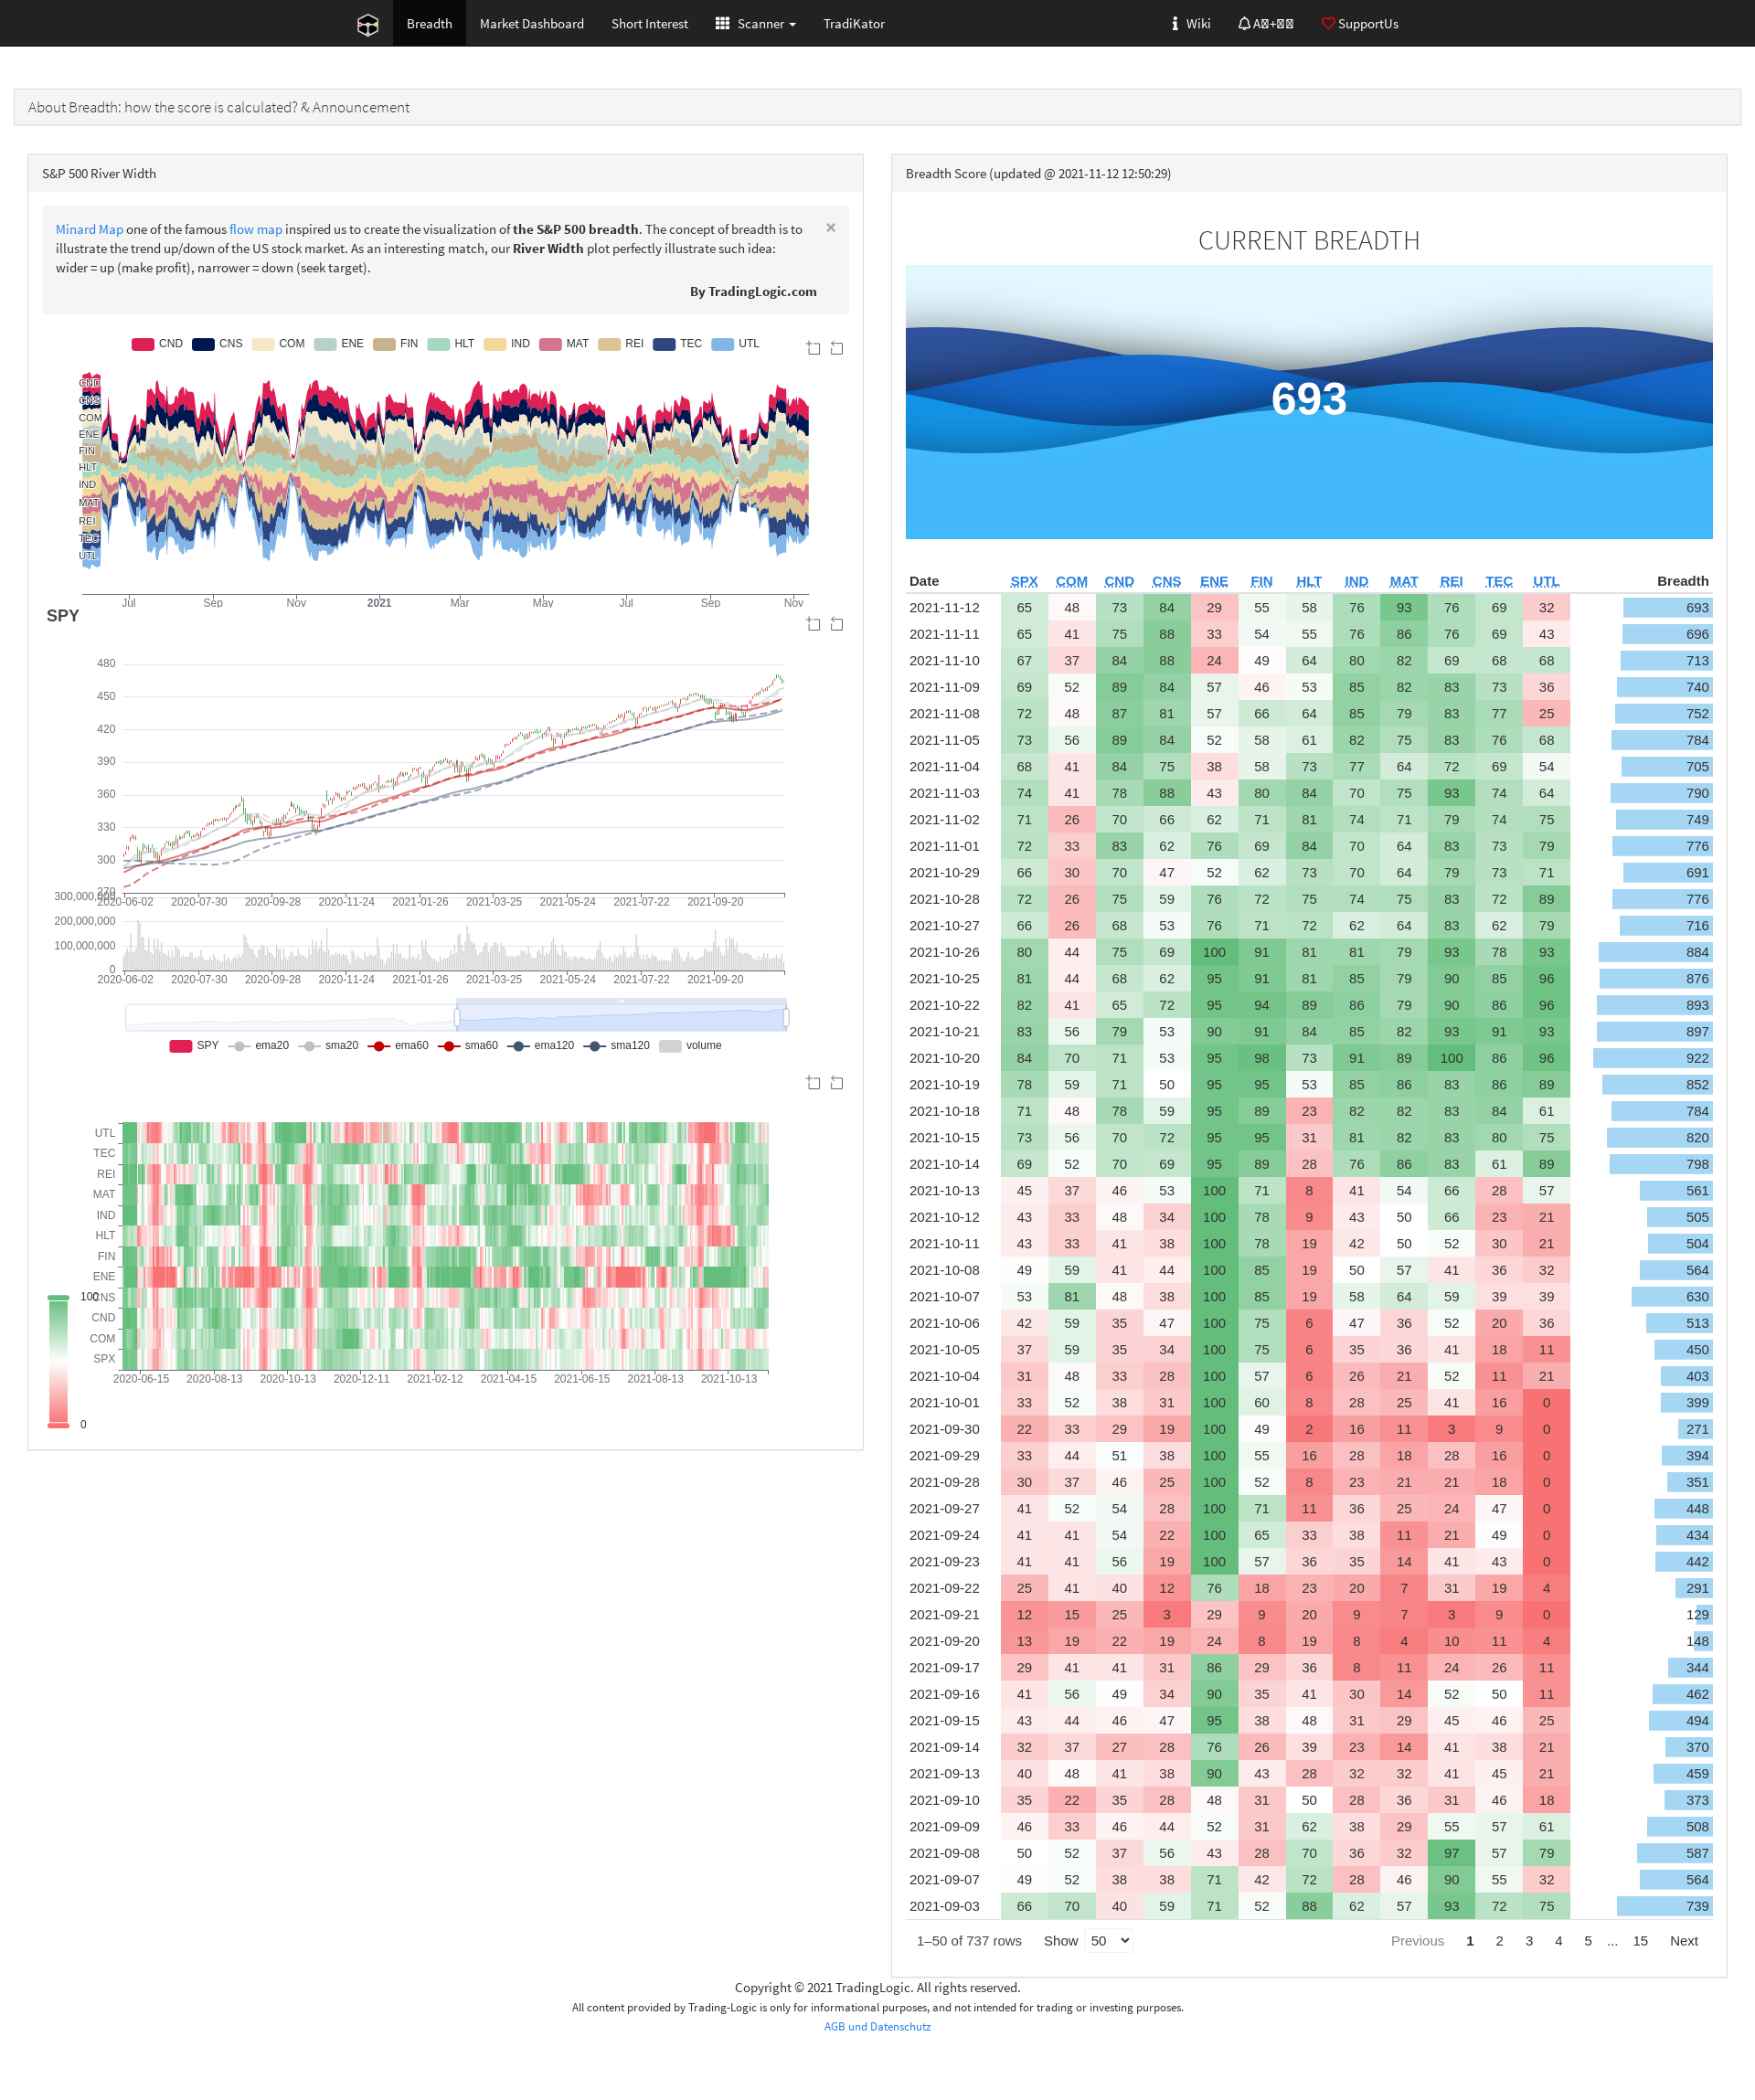 Breadth Market Dashboard Short Interest Scanner TradiKator Wiki SupportUs
About Breadth: how the score is calculated? & Announcement
S&P 500 River Width
Minard Map one of the famous flow map inspired us to create the visualization of the S&P 500 breadth. The concept of breadth is to
illustrate the trend up/down of the US stock market. As an interesting match, our River Width plot perfectly illustrate such idea:
wider = up (make profit), narrower = down (seek target).
×
By TradingLogic.com
CND CNS COM ENE FIN HLT IND MAT REI TEC UTL
CND
CNS
COM
ENE
FIN
HLT
IND
MAT
REI
TEC
UTL
Jul Sep Nov 2021 Mar May Jul Sep Nov
SPY
480
450
420
390
360
330
300
270
2020-06-02 2020-07-30 2020-09-28 2020-11-24 2021-01-26 2021-03-25 2021-05-24 2021-07-22 2021-09-20
300,000,000
200,000,000
100,000,000
0
2020-06-02 2020-07-30 2020-09-28 2020-11-24 2021-01-26 2021-03-25 2021-05-24 2021-07-22 2021-09-20
SPY ema20 sma20 ema60 sma60 ema120 sma120 volume
UTL
TEC
REI
MAT
IND
HLT
FIN
ENE
CNS
CND
COM
SPX
2020-06-15 2020-08-13 2020-10-13 2020-12-11 2021-02-12 2021-04-15 2021-06-15 2021-08-13 2021-10-13
100
0
Breadth Score (updated @ 2021-11-12 12:50:29)
CURRENT BREADTH
693
Date SPX COM CND CNS ENE FIN HLT IND MAT REI TEC UTL Breadth
2021-11-12 65 48 73 84 29 55 58 76 93 76 69 32 693
2021-11-11 65 41 75 88 33 54 55 76 86 76 69 43 696
2021-11-10 67 37 84 88 24 49 64 80 82 69 68 68 713
2021-11-09 69 52 89 84 57 46 53 85 82 83 73 36 740
2021-11-08 72 48 87 81 57 66 64 85 79 83 77 25 752
2021-11-05 73 56 89 84 52 58 61 82 75 83 76 68 784
2021-11-04 68 41 84 75 38 58 73 77 64 72 69 54 705
2021-11-03 74 41 78 88 43 80 84 70 75 93 74 64 790
2021-11-02 71 26 70 66 62 71 81 74 71 79 74 75 749
2021-11-01 72 33 83 62 76 69 84 70 64 83 73 79 776
2021-10-29 66 30 70 47 52 62 73 70 64 79 73 71 691
2021-10-28 72 26 75 59 76 72 75 74 75 83 72 89 776
2021-10-27 66 26 68 53 76 71 72 62 64 83 62 79 716
2021-10-26 80 44 75 69 100 91 81 81 79 93 78 93 884
2021-10-25 81 44 68 62 95 91 81 85 79 90 85 96 876
2021-10-22 82 41 65 72 95 94 89 86 79 90 86 96 893
2021-10-21 83 56 79 53 90 91 84 85 82 93 91 93 897
2021-10-20 84 70 71 53 95 98 73 91 89 100 86 96 922
2021-10-19 78 59 71 50 95 95 53 85 86 83 86 89 852
2021-10-18 71 48 78 59 95 89 23 82 82 83 84 61 784
2021-10-15 73 56 70 72 95 95 31 81 82 83 80 75 820
2021-10-14 69 52 70 69 95 89 28 76 86 83 61 89 798
2021-10-13 45 37 46 53 100 71 8 41 54 66 28 57 561
2021-10-12 43 33 48 34 100 78 9 43 50 66 23 21 505
2021-10-11 43 33 41 38 100 78 19 42 50 52 30 21 504
2021-10-08 49 59 41 44 100 85 19 50 57 41 36 32 564
2021-10-07 53 81 48 38 100 85 19 58 64 59 39 39 630
2021-10-06 42 59 35 47 100 75 6 47 36 52 20 36 513
2021-10-05 37 59 35 34 100 75 6 35 36 41 18 11 450
2021-10-04 31 48 33 28 100 57 6 26 21 52 11 21 403
2021-10-01 33 52 38 31 100 60 8 28 25 41 16 0 399
2021-09-30 22 33 29 19 100 49 2 16 11 3 9 0 271
2021-09-29 33 44 51 38 100 55 16 28 18 28 16 0 394
2021-09-28 30 37 46 25 100 52 8 23 21 21 18 0 351
2021-09-27 41 52 54 28 100 71 11 36 25 24 47 0 448
2021-09-24 41 41 54 22 100 65 33 38 11 21 49 0 434
2021-09-23 41 41 56 19 100 57 36 35 14 41 43 0 442
2021-09-22 25 41 40 12 76 18 23 20 7 31 19 4 291
2021-09-21 12 15 25 3 29 9 20 9 7 3 9 0 129
2021-09-20 13 19 22 19 24 8 19 8 4 10 11 4 148
2021-09-17 29 41 41 31 86 29 36 8 11 24 26 11 344
2021-09-16 41 56 49 34 90 35 41 30 14 52 50 11 462
2021-09-15 43 44 46 47 95 38 48 31 29 45 46 25 494
2021-09-14 32 37 27 28 76 26 39 23 14 41 38 21 370
2021-09-13 40 48 41 38 90 43 28 32 32 41 45 21 459
2021-09-10 35 22 35 28 48 31 50 28 36 31 46 18 373
2021-09-09 46 33 46 44 52 31 62 38 29 55 57 61 508
2021-09-08 50 52 37 56 43 28 70 36 32 97 57 79 587
2021-09-07 49 52 38 38 71 42 72 28 46 90 55 32 564
2021-09-03 66 70 40 59 71 52 88 62 57 93 72 75 739
1–50 of 737 rows Show 50 Previous 1 2 3 4 5 ... 15 Next
Copyright © 2021 TradingLogic. All rights reserved.
All content provided by Trading-Logic is only for informational purposes, and not intended for trading or investing purposes.
AGB und Datenschutz